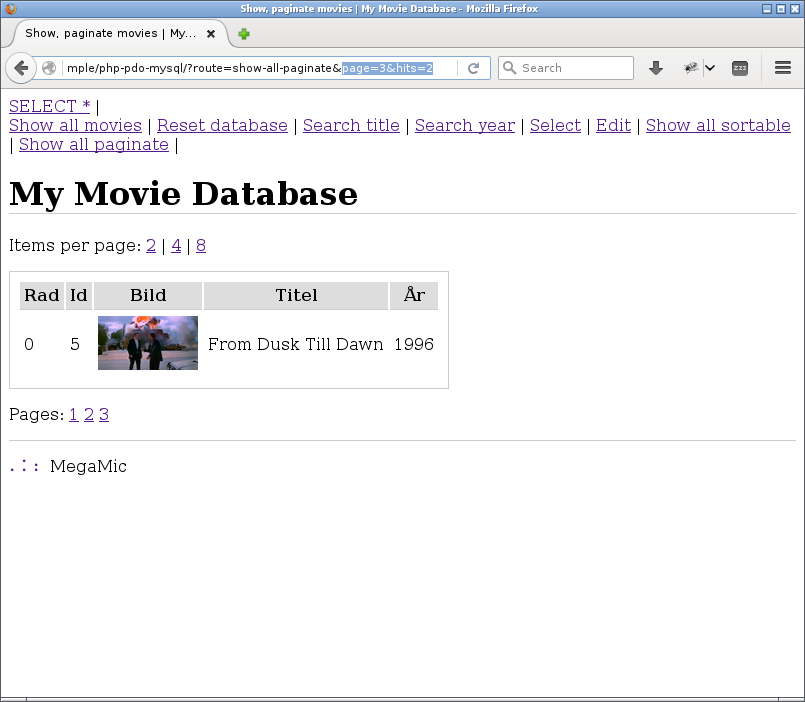 Show, paginate movies | My Movie Database - Mozilla Firefox
Show, paginate movies | My...
mple/php-pdo-mysql/?route=show-all-paginate&page=3&hits=2
Search
zzz
SELECT * |
Show all movies | Reset database | Search title | Search year | Select | Edit | Show all sortable
| Show all paginate |
My Movie Database
Items per page: 2 | 4 | 8
Rad Id Bild Titel År
0 5 From Dusk Till Dawn 1996
Pages: 1 2 3
.:: MegaMic